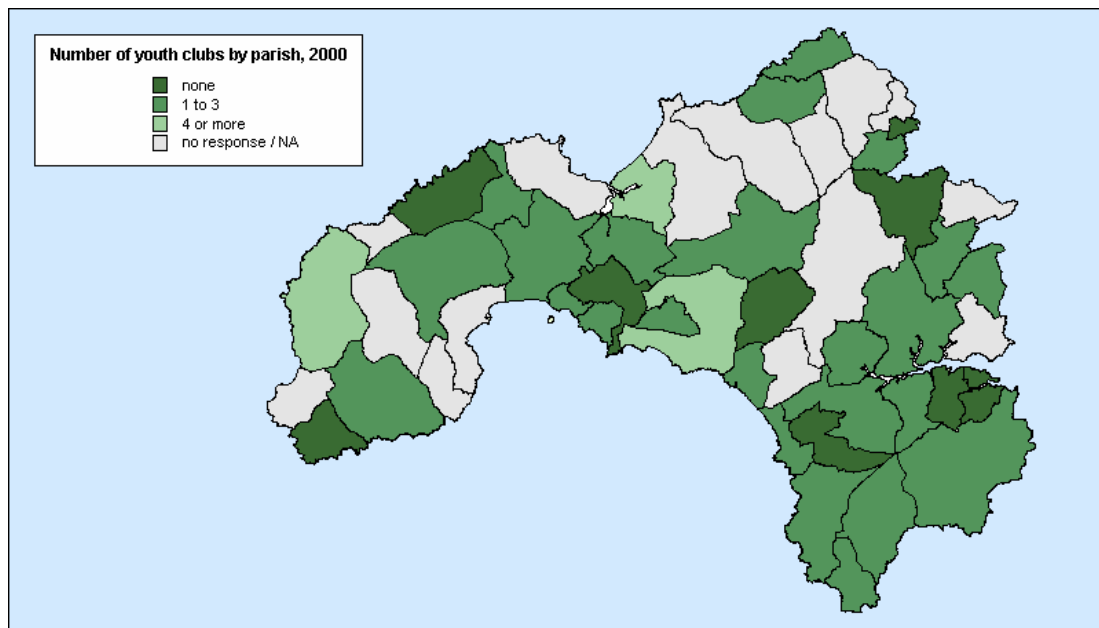 Number of youth clubs by parish, 2000
none
1 to 3
4 or more
no response / NA